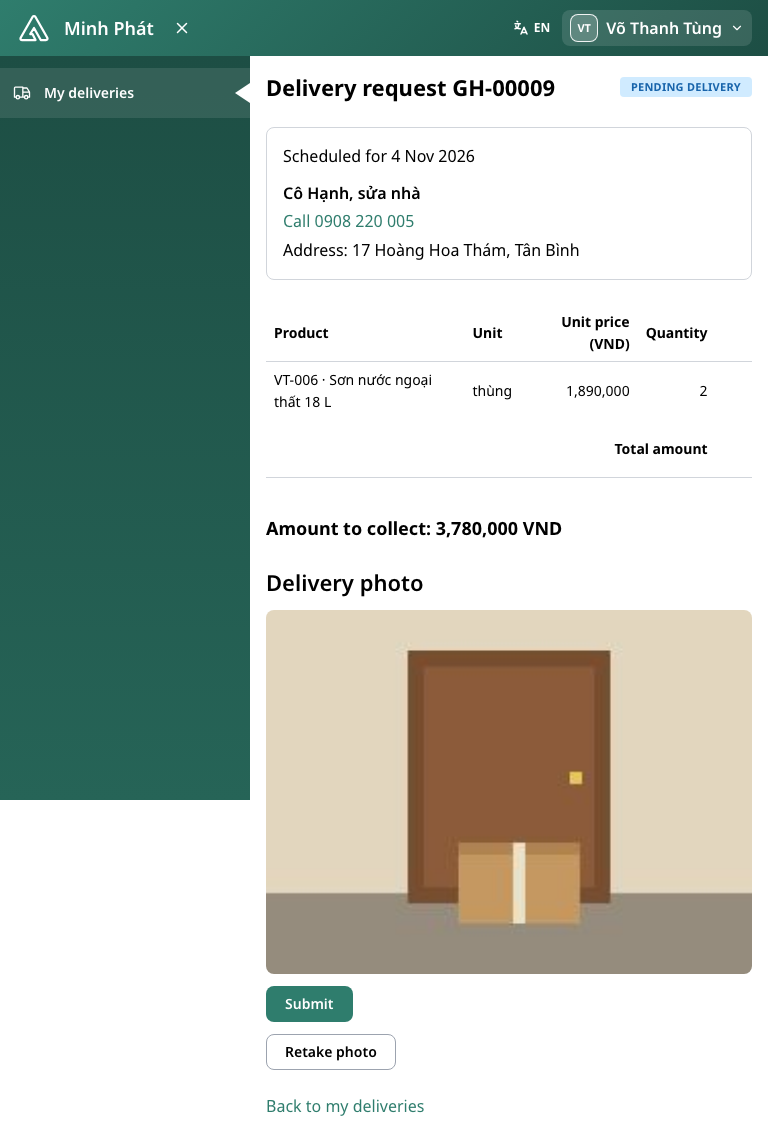 Minh Phát
EN
VT
Võ Thanh Tùng
My deliveries
Delivery request GH-00009
PENDING DELIVERY
Scheduled for 4 Nov 2026
Cô Hạnh, sửa nhà
Call 0908 220 005
Address: 17 Hoàng Hoa Thám, Tân Bình
Product
Unit
Unit price
(VND)
Quantity
VT-006 · Sơn nước ngoại
thất 18 L
thùng
1,890,000
2
Total amount
Amount to collect: 3,780,000 VND
Delivery photo
Submit
Retake photo
Back to my deliveries